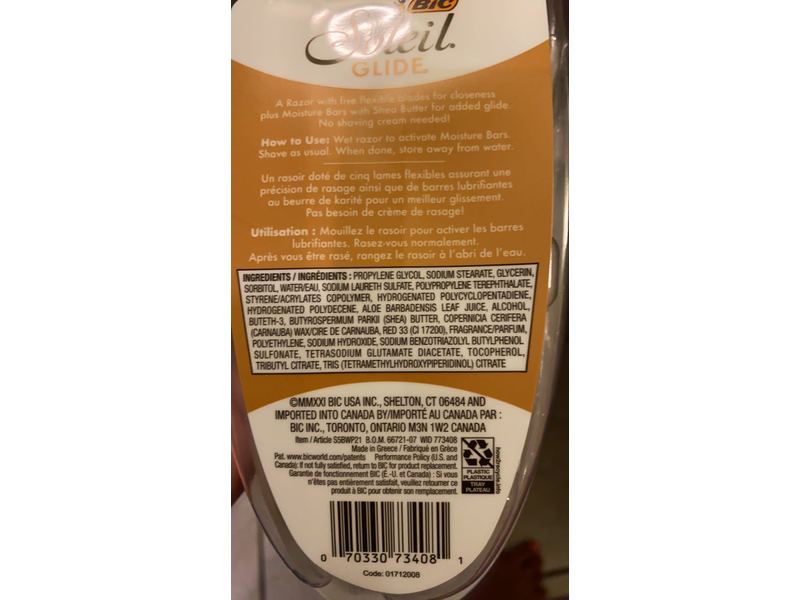 BIC
Soleil.
GLIDE.
A Razor with five flexible blades for closeness
plus Moisture Bars with Shea Butter for added glide.
No shaving cream needed!
How to Use: Wet razor to activate Moisture Bars.
Shave as usual. When done, store away from water.
Un rasoir doté de cinq lames flexibles assurant une
précision de rasage ainsi que de barres lubrifiantes
au beurre de karité pour un meilleur glissement.
Pas besoin de crème de rasage!
Utilisation : Mouillez le rasoir pour activer les barres
lubrifiantes. Rasez-vous normalement.
Après vous être rasé, rangez le rasoir à l'abri de l'eau.
INGREDIENTS / INGRÉDIENTS : PROPYLENE GLYCOL, SODIUM STEARATE, GLYCERIN,
SORBITOL, WATER/EAU, SODIUM LAURETH SULFATE, POLYPROPYLENE TEREPHTHALATE,
STYRENE/ACRYLATES COPOLYMER, HYDROGENATED POLYCYCLOPENTADIENE,
HYDROGENATED POLYDECENE, ALOE BARBADENSIS LEAF JUICE, ALCOHOL,
BUTETH-3, BUTYROSPERMUM PARKII (SHEA) BUTTER, COPERNICIA CERIFERA
(CARNAUBA) WAX/CIRE DE CARNAUBA, RED 33 (CI 17200), FRAGRANCE/PARFUM,
POLYETHYLENE, SODIUM HYDROXIDE, SODIUM BENZOTRIAZOLYL BUTYLPHENOL
SULFONATE, TETRASODIUM GLUTAMATE DIACETATE, TOCOPHEROL,
TRIBUTYL CITRATE, TRIS (TETRAMETHYLHYDROXYPIPERIDINOL) CITRATE
©MMXXI BIC USA INC., SHELTON, CT 06484 AND
IMPORTED INTO CANADA BY/IMPORTÉ AU CANADA PAR :
BIC INC., TORONTO, ONTARIO M3N 1W2 CANADA
Item / Article S5BWP21 B.O.M. 66721-07 WID 773408
Made in Greece / Fabriqué en Grèce
Pat. www.bicworld.com/patents Performance Policy (U.S. and
Canada): If not fully satisfied, return to BIC for product replacement.
Garantie de fonctionnement BIC (É.-U. et Canada) : Si vous
n'êtes pas entièrement satisfait, veuillez retourner ce
produit à BIC pour obtenir son remplacement.
PLASTIC
PLASTIQUE
TRAY
PLATEAU
how2recycle.info
0 70330 73408 1
Code: 01712008